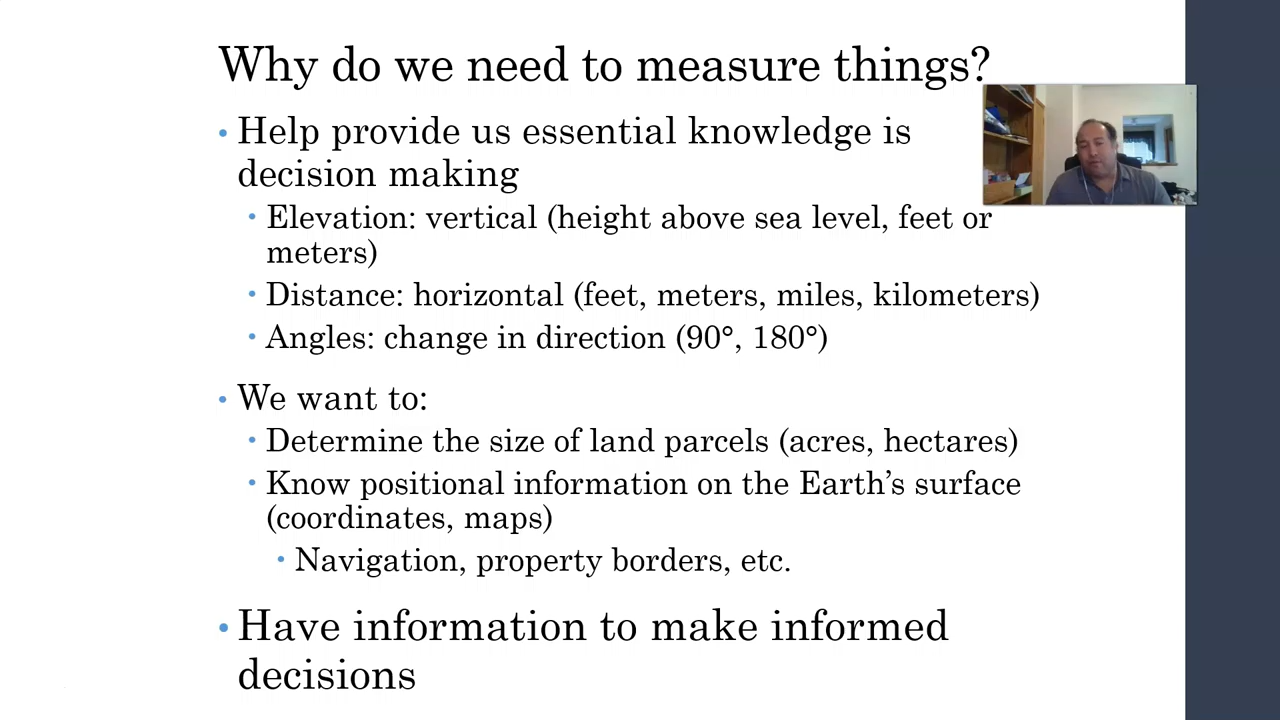 Why do we need to measure things?
• Help provide us essential knowledge is
decision making
• Elevation: vertical (height above sea level, feet or
meters)
• Distance: horizontal (feet, meters, miles, kilometers)
• Angles: change in direction (90°, 180°)
• We want to:
• Determine the size of land parcels (acres, hectares)
• Know positional information on the Earth’s surface
(coordinates, maps)
• Navigation, property borders, etc.
• Have information to make informed
decisions